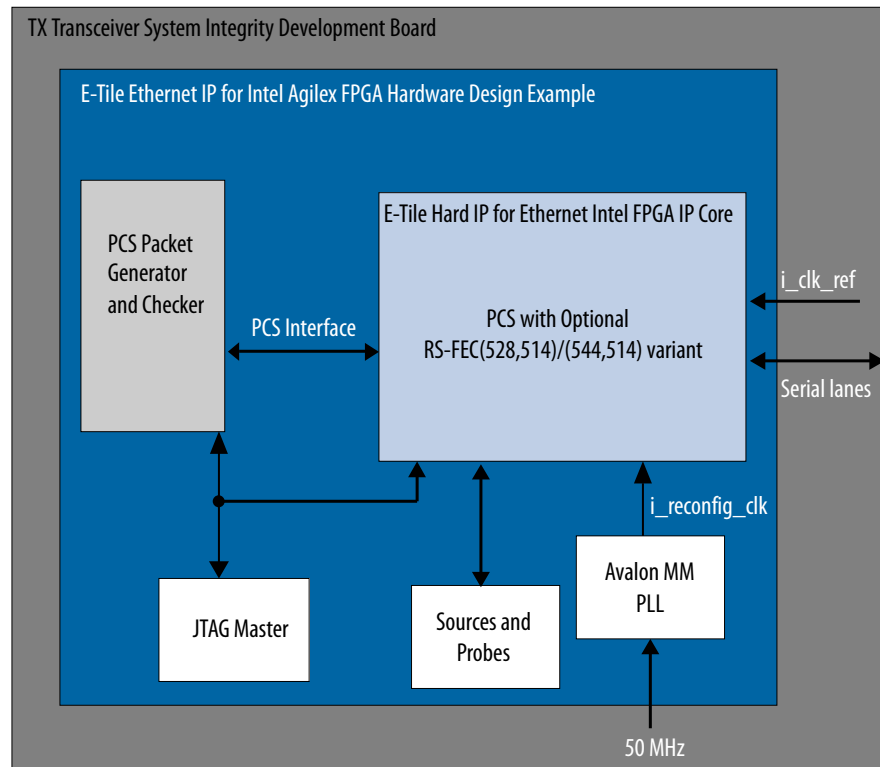 TX Transceiver System Integrity Development Board
E-Tile Ethernet IP for Intel Agilex FPGA Hardware Design Example
PCS Packet
Generator
and Checker
PCS Interface
E-Tile Hard IP for Ethernet Intel FPGA IP Core
PCS with Optional
RS-FEC(528,514)/(544,514) variant
i_clk_ref
Serial lanes
i_reconfig_clk
JTAG Master
Sources and
Probes
Avalon MM
PLL
50 MHz